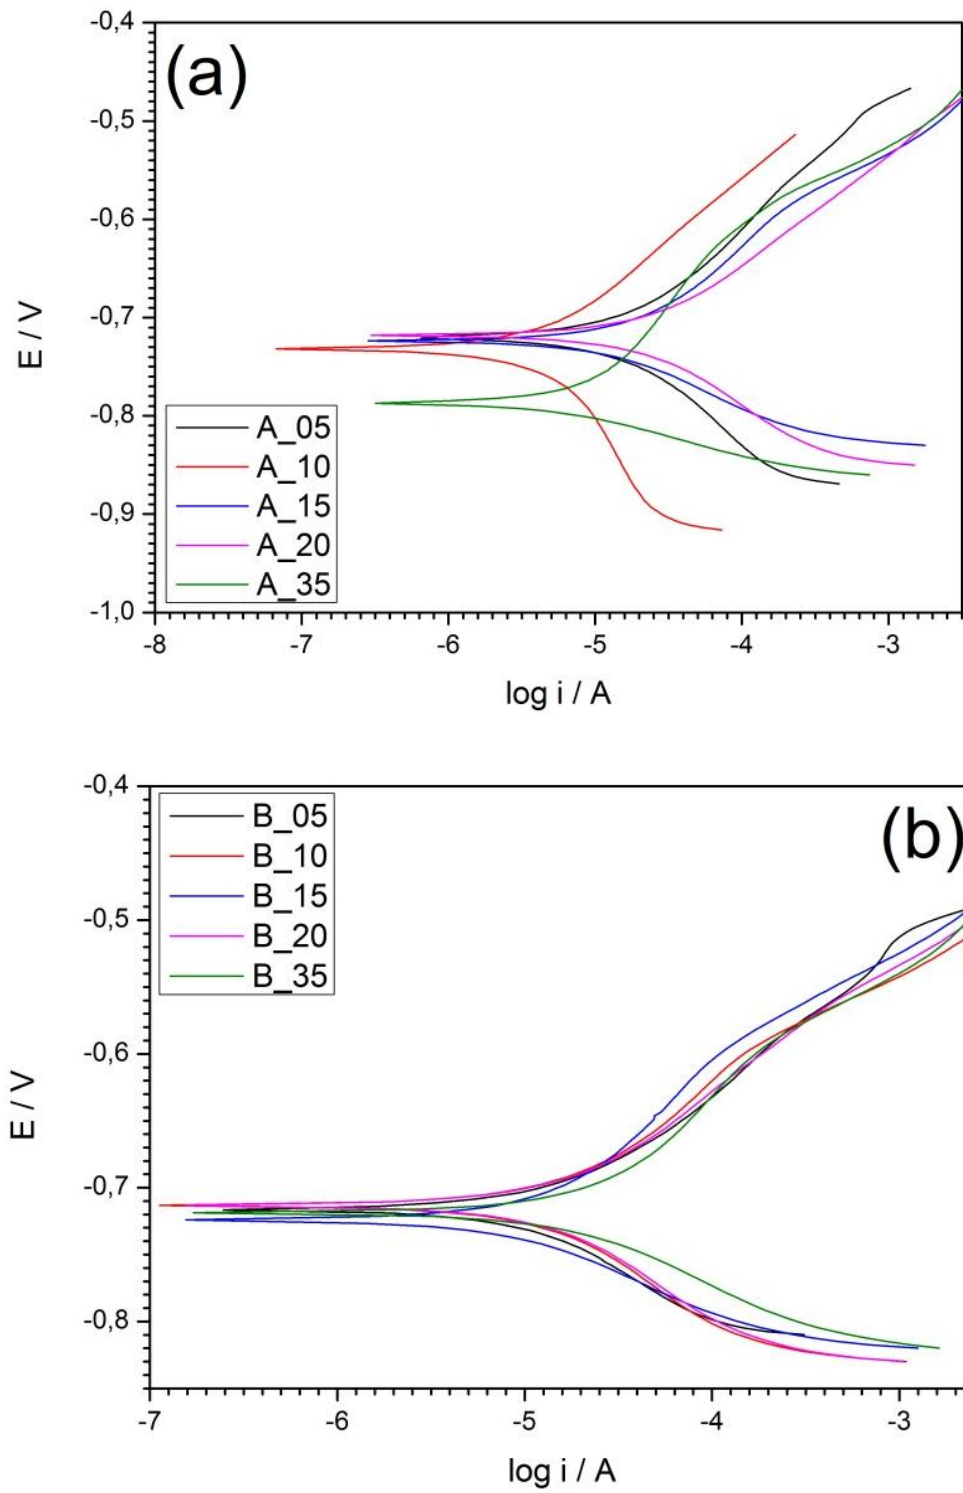 (a)
-0,4
-0,5
-0,6
-0,7
-0,8
-0,9
-1,0
E / V
A_05
A_10
A_15
A_20
A_35
-8
-7
-6
-5
-4
-3
log i / A
(b)
-0,4
-0,5
-0,6
-0,7
-0,8
E / V
B_05
B_10
B_15
B_20
B_35
-7
-6
-5
-4
-3
log i / A